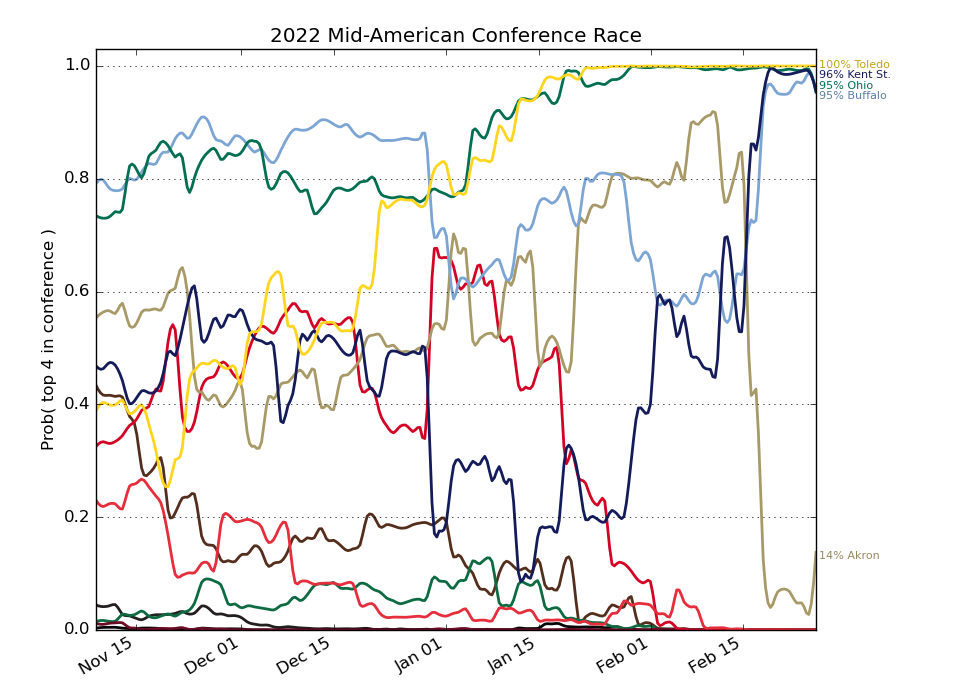 2022 Mid-American Conference Race
Prob( top 4 in conference )
1.0
0.8
0.6
0.4
0.2
0.0
Nov 15
Dec 01
Dec 15
Jan 01
Jan 15
Feb 01
Feb 15
100% Toledo
96% Kent St.
95% Ohio
95% Buffalo
14% Akron